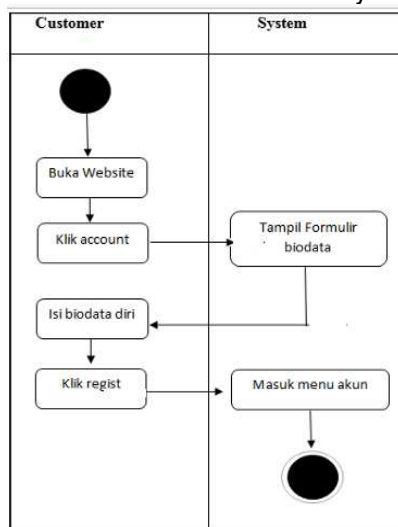 Customer
System
Buka Website
Klik account
Tampil Formulir
biodata
Isi biodata diri
Klik regist
Masuk menu akun